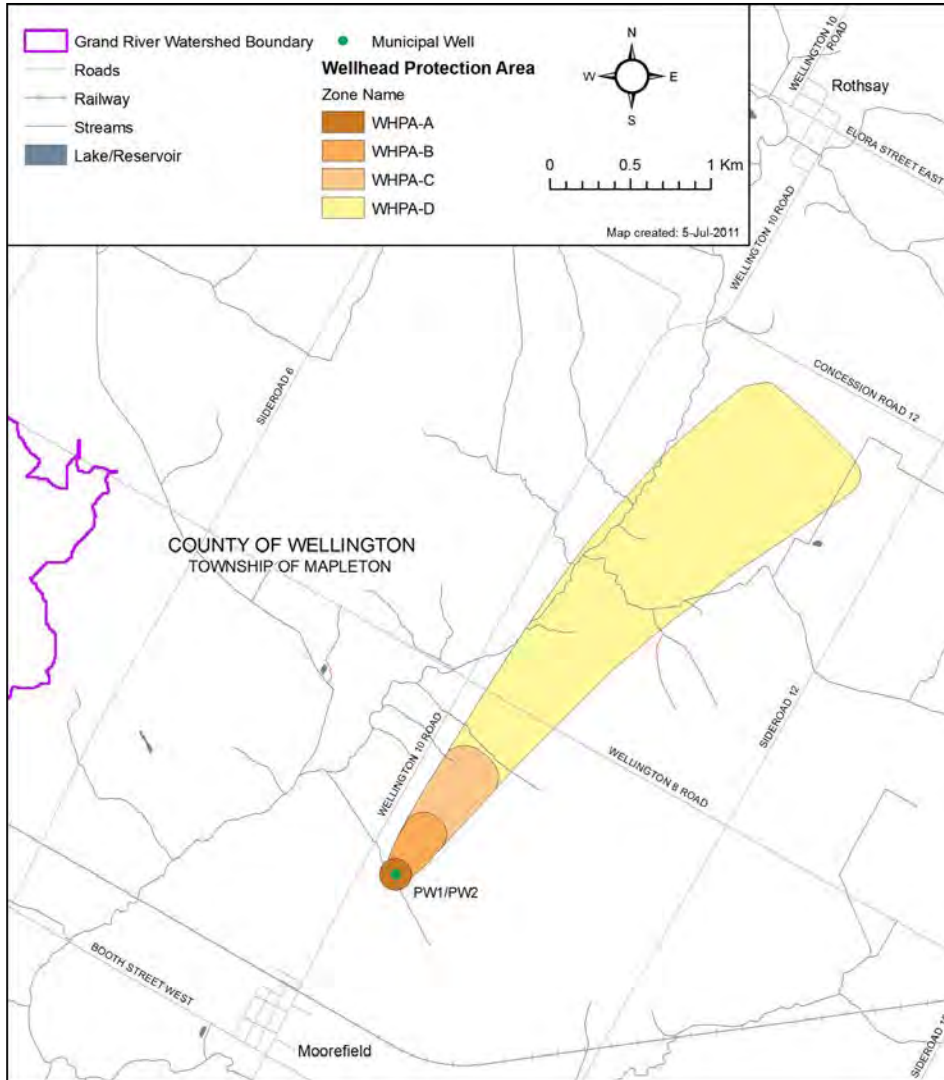 Grand River Watershed Boundary
Roads
Railway
Streams
Lake/Reservoir
Municipal Well
Wellhead Protection Area
Zone Name
WHPA-A
WHPA-B
WHPA-C
WHPA-D
N
W
E
S
0 0.5 1 Km
Map created: 5-Jul-2011
WELLINGTON 10
ROAD
Rothsay
ELORA STREET EAST
WELLINGTON 10 ROAD
SIDEROAD 6
CONCESSION ROAD 12
COUNTY OF WELLINGTON
TOWNSHIP OF MAPLETON
WELLINGTON 10 ROAD
SIDEROAD 12
WELLINGTON 8 ROAD
PW1/PW2
BOOTH STREET WEST
Moorefield
SIDEROAD